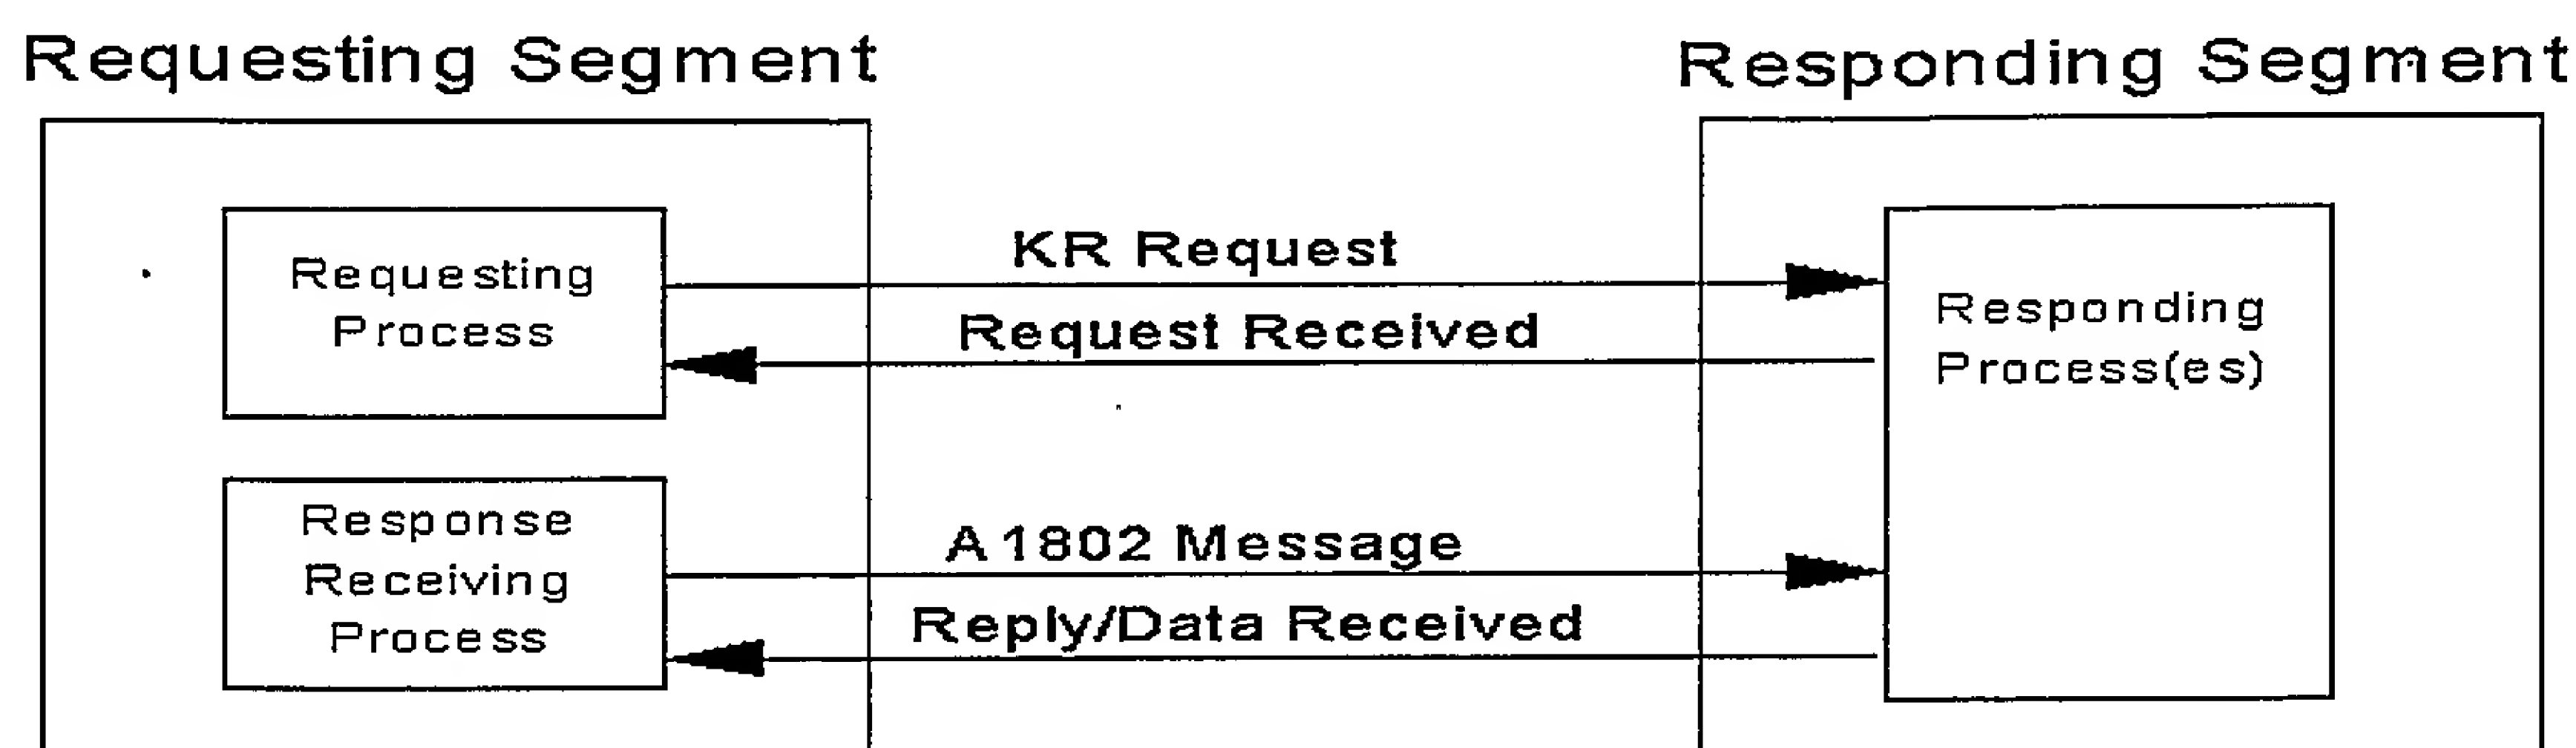 Requesting Segment
Responding Segment
Requesting
Process
KR Request
Request Received
Responding
Process(es)
Response
Receiving
Process
A1802 Message
Reply/Data Received